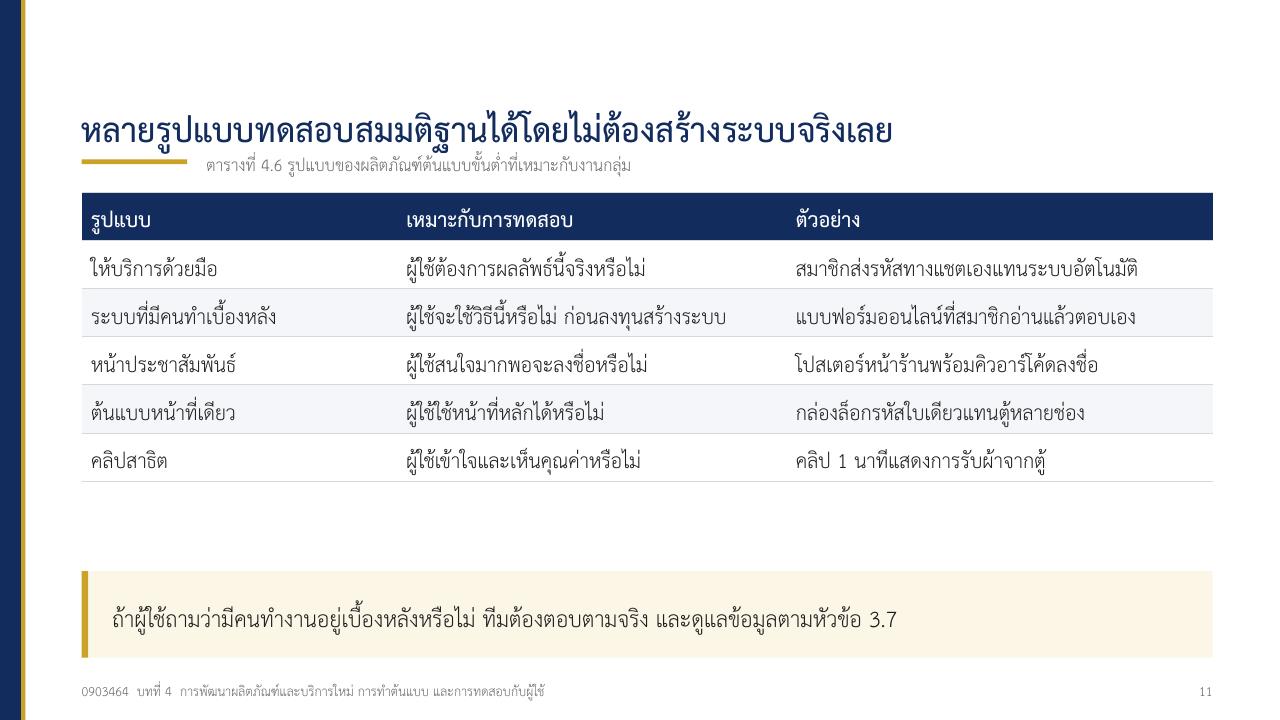 หลายรูปแบบทดสอบสมมติฐานได้โดยไม่ต้องสร้างระบบจริงเลย
ตารางที่ 4.6 รูปแบบของผลิตภัณฑ์ต้นแบบขั้นต่ำที่เหมาะกับงานกลุ่ม
รูปแบบ เหมาะกับการทดสอบ ตัวอย่าง
ให้บริการด้วยมือ ผู้ใช้ต้องการผลลัพธ์นี้จริงหรือไม่ สมาชิกส่งรหัสทางแชตเองแทนระบบอัตโนมัติ
ระบบที่มีคนทำเบื้องหลัง ผู้ใช้จะใช้วิธีนี้หรือไม่ ก่อนลงทุนสร้างระบบ แบบฟอร์มออนไลน์ที่สมาชิกอ่านแล้วตอบเอง
หน้าประชาสัมพันธ์ ผู้ใช้สนใจมากพอจะลงชื่อหรือไม่ โปสเตอร์หน้าร้านพร้อมคิวอาร์โค้ดลงชื่อ
ต้นแบบหน้าที่เดียว ผู้ใช้ใช้หน้าที่หลักได้หรือไม่ กล่องล็อกรหัสใบเดียวแทนตู้หลายช่อง
คลิปสาธิต ผู้ใช้เข้าใจและเห็นคุณค่าหรือไม่ คลิป 1 นาทีแสดงการรับผ้าจากตู้
ถ้าผู้ใช้ถามว่ามีคนทำงานอยู่เบื้องหลังหรือไม่ ทีมต้องตอบตามจริง และดูแลข้อมูลตามหัวข้อ 3.7
0903464 บทที่ 4 การพัฒนาผลิตภัณฑ์และบริการใหม่ การทำต้นแบบ และการทดสอบกับผู้ใช้ 11